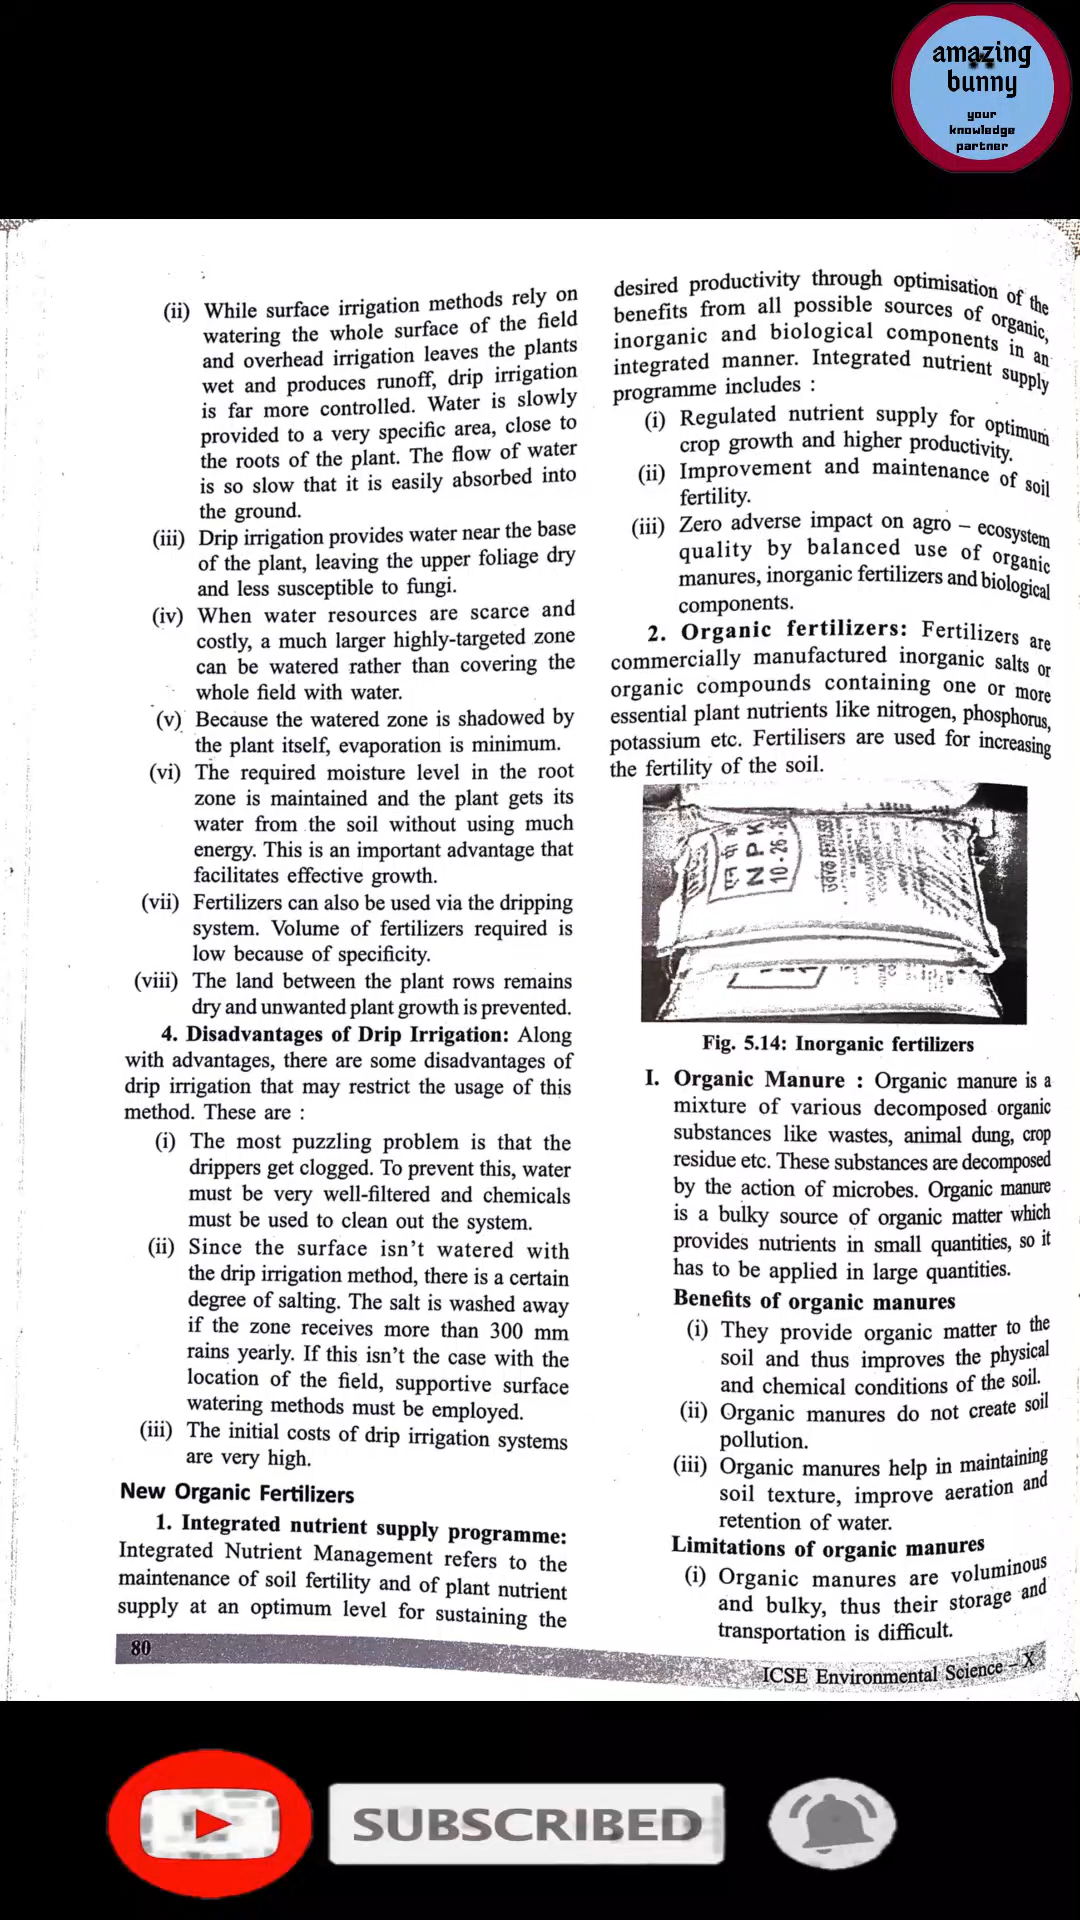 amazing
bunny
your
knowledge
partner
(ii) While surface irrigation methods rely on
watering the whole surface of the field
and overhead irrigation leaves the plants
wet and produces runoff, drip irrigation
is far more controlled. Water is slowly
provided to a very specific area, close to
the roots of the plant. The flow of water
is so slow that it is easily absorbed into
the ground.
(iii) Drip irrigation provides water near the base
of the plant, leaving the upper foliage dry
and less susceptible to fungi.
(iv) When water resources are scarce and
costly, a much larger highly-targeted zone
can be watered rather than covering the
whole field with water.
(v) Because the watered zone is shadowed by
the plant itself, evaporation is minimum.
(vi) The required moisture level in the root
zone is maintained and the plant gets its
water from the soil without using much
energy. This is an important advantage that
facilitates effective growth.
(vii) Fertilizers can also be used via the dripping
system. Volume of fertilizers required is
low because of specificity.
(viii) The land between the plant rows remains
dry and unwanted plant growth is prevented.
4. Disadvantages of Drip Irrigation: Along
with advantages, there are some disadvantages of
drip irrigation that may restrict the usage of this
method. These are :
(i) The most puzzling problem is that the
drippers get clogged. To prevent this, water
must be very well-filtered and chemicals
must be used to clean out the system.
(ii) Since the surface isn't watered with
the drip irrigation method, there is a certain
degree of salting. The salt is washed away
if the zone receives more than 300 mm
rains yearly. If this isn't the case with the
location of the field, supportive surface
watering methods must be employed.
(iii) The initial costs of drip irrigation systems
are very high.
New Organic Fertilizers
1. Integrated nutrient supply programme:
Integrated Nutrient Management refers to the
maintenance of soil fertility and of plant nutrient
supply at an optimum level for sustaining the
desired productivity through optimisation of the
benefits from all possible sources of organic,
inorganic and biological components in an
integrated manner. Integrated nutrient supply
programme includes :
(i) Regulated nutrient supply for optimum
crop growth and higher productivity.
(ii) Improvement and maintenance of soil
fertility.
(iii) Zero adverse impact on agro – ecosystem
quality by balanced use of organic
manures, inorganic fertilizers and biological
components.
2. Organic fertilizers: Fertilizers are
commercially manufactured inorganic salts or
organic compounds containing one or more
essential plant nutrients like nitrogen, phosphorus,
potassium etc. Fertilisers are used for increasing
the fertility of the soil.
एन पी के
N P K
10-26-26
Fig. 5.14: Inorganic fertilizers
I. Organic Manure : Organic manure is a
mixture of various decomposed organic
substances like wastes, animal dung, crop
residue etc. These substances are decomposed
by the action of microbes. Organic manure
is a bulky source of organic matter which
provides nutrients in small quantities, so it
has to be applied in large quantities.
Benefits of organic manures
(i) They provide organic matter to the
soil and thus improves the physical
and chemical conditions of the soil.
(ii) Organic manures do not create soil
pollution.
(iii) Organic manures help in maintaining
soil texture, improve aeration and
retention of water.
Limitations of organic manures
(i) Organic manures are voluminous
and bulky, thus their storage and
transportation is difficult.
80
ICSE Environmental Science – X
SUBSCRIBED